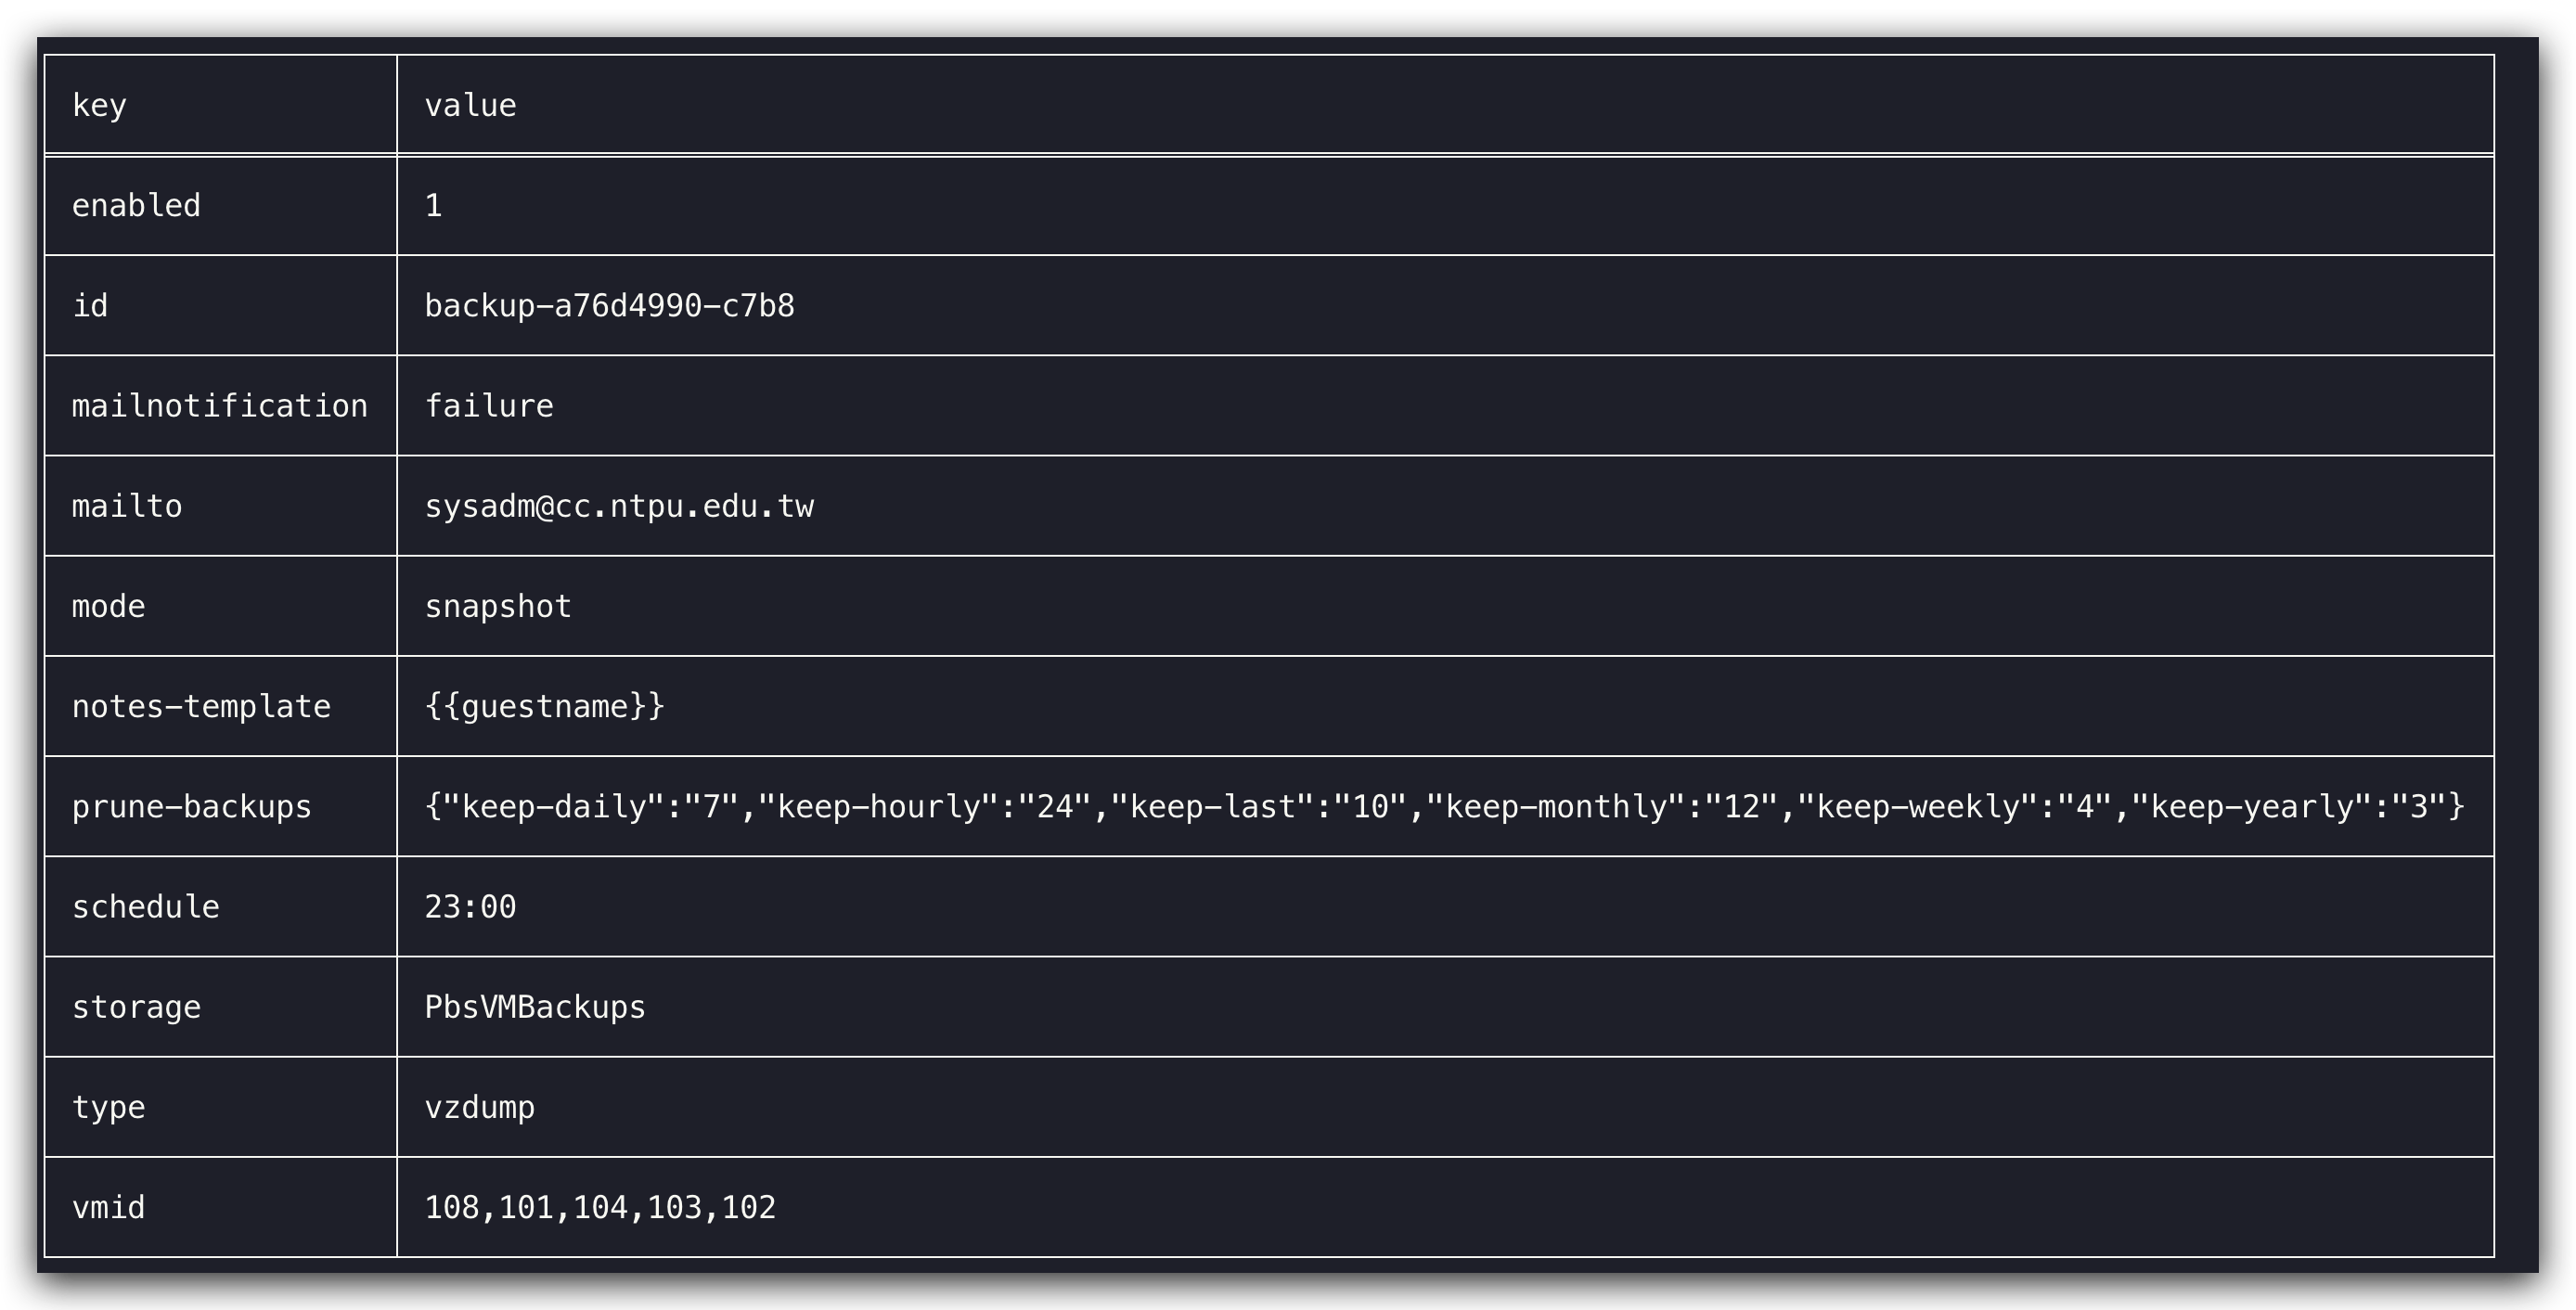 key value
enabled 1
id backup-a76d4990-c7b8
mailnotification failure
mailto sysadm@cc.ntpu.edu.tw
mode snapshot
notes-template {{guestname}}
prune-backups {"keep-daily":"7","keep-hourly":"24","keep-last":"10","keep-monthly":"12","keep-weekly":"4","keep-yearly":"3"}
schedule 23:00
storage PbsVMBackups
type vzdump
vmid 108,101,104,103,102